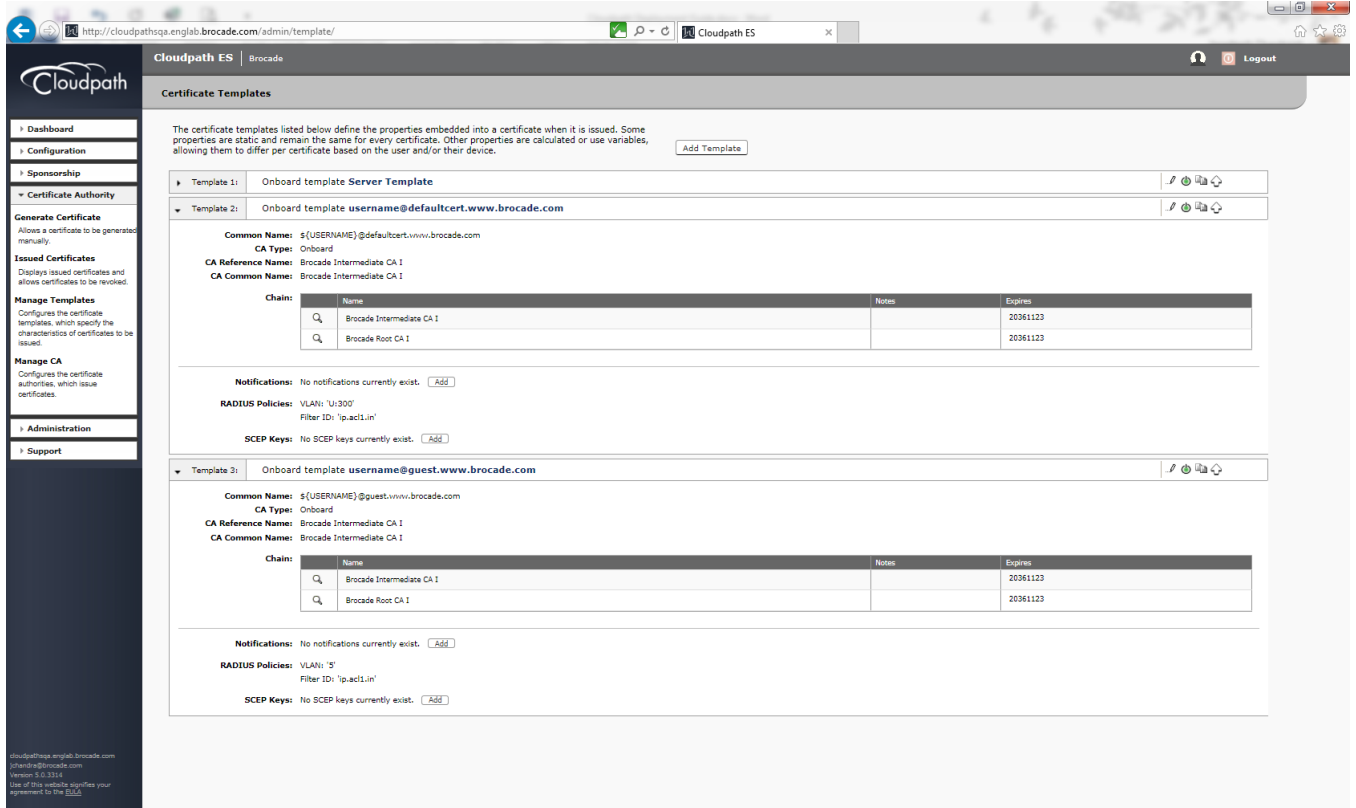 http://cloudpathsqa.englab.brocade.com/admin/template/
Cloudpath ES
Cloudpath
Cloudpath ES
Brocade
Logout
Certificate Templates
Dashboard
Configuration
Sponsorship
Certificate Authority
Generate Certificate
Allows a certificate to be generated
manually.
Issued Certificates
Displays issued certificates and
allows certificates to be revoked.
Manage Templates
Configures the certificate
templates, which specify the
characteristics of certificates to be
issued.
Manage CA
Configures the certificate
authorities, which issue
certificates.
Administration
Support
The certificate templates listed below define the properties embedded into a certificate when it is issued. Some
properties are static and remain the same for every certificate. Other properties are calculated or use variables,
allowing them to differ per certificate based on the user and/or their device.
Add Template
Template 1: Onboard template Server Template
Template 2: Onboard template username@defaultcert.www.brocade.com
Common Name: ${USERNAME}@defaultcert.www.brocade.com
CA Type: Onboard
CA Reference Name: Brocade Intermediate CA I
CA Common Name: Brocade Intermediate CA I
Chain:
Name Notes Expires
Brocade Intermediate CA I 20361123
Brocade Root CA I 20361123
Notifications: No notifications currently exist. Add
RADIUS Policies: VLAN: 'U:300'
Filter ID: 'ip.acl1.in'
SCEP Keys: No SCEP keys currently exist. Add
Template 3: Onboard template username@guest.www.brocade.com
Common Name: ${USERNAME}@guest.www.brocade.com
CA Type: Onboard
CA Reference Name: Brocade Intermediate CA I
CA Common Name: Brocade Intermediate CA I
Chain:
Name Notes Expires
Brocade Intermediate CA I 20361123
Brocade Root CA I 20361123
Notifications: No notifications currently exist. Add
RADIUS Policies: VLAN: '5'
Filter ID: 'ip.acl1.in'
SCEP Keys: No SCEP keys currently exist. Add
cloudpathsqa.englab.brocade.com
jchandra@brocade.com
Version 5.0.3314
Use of this website signifies your
agreement to the EULA